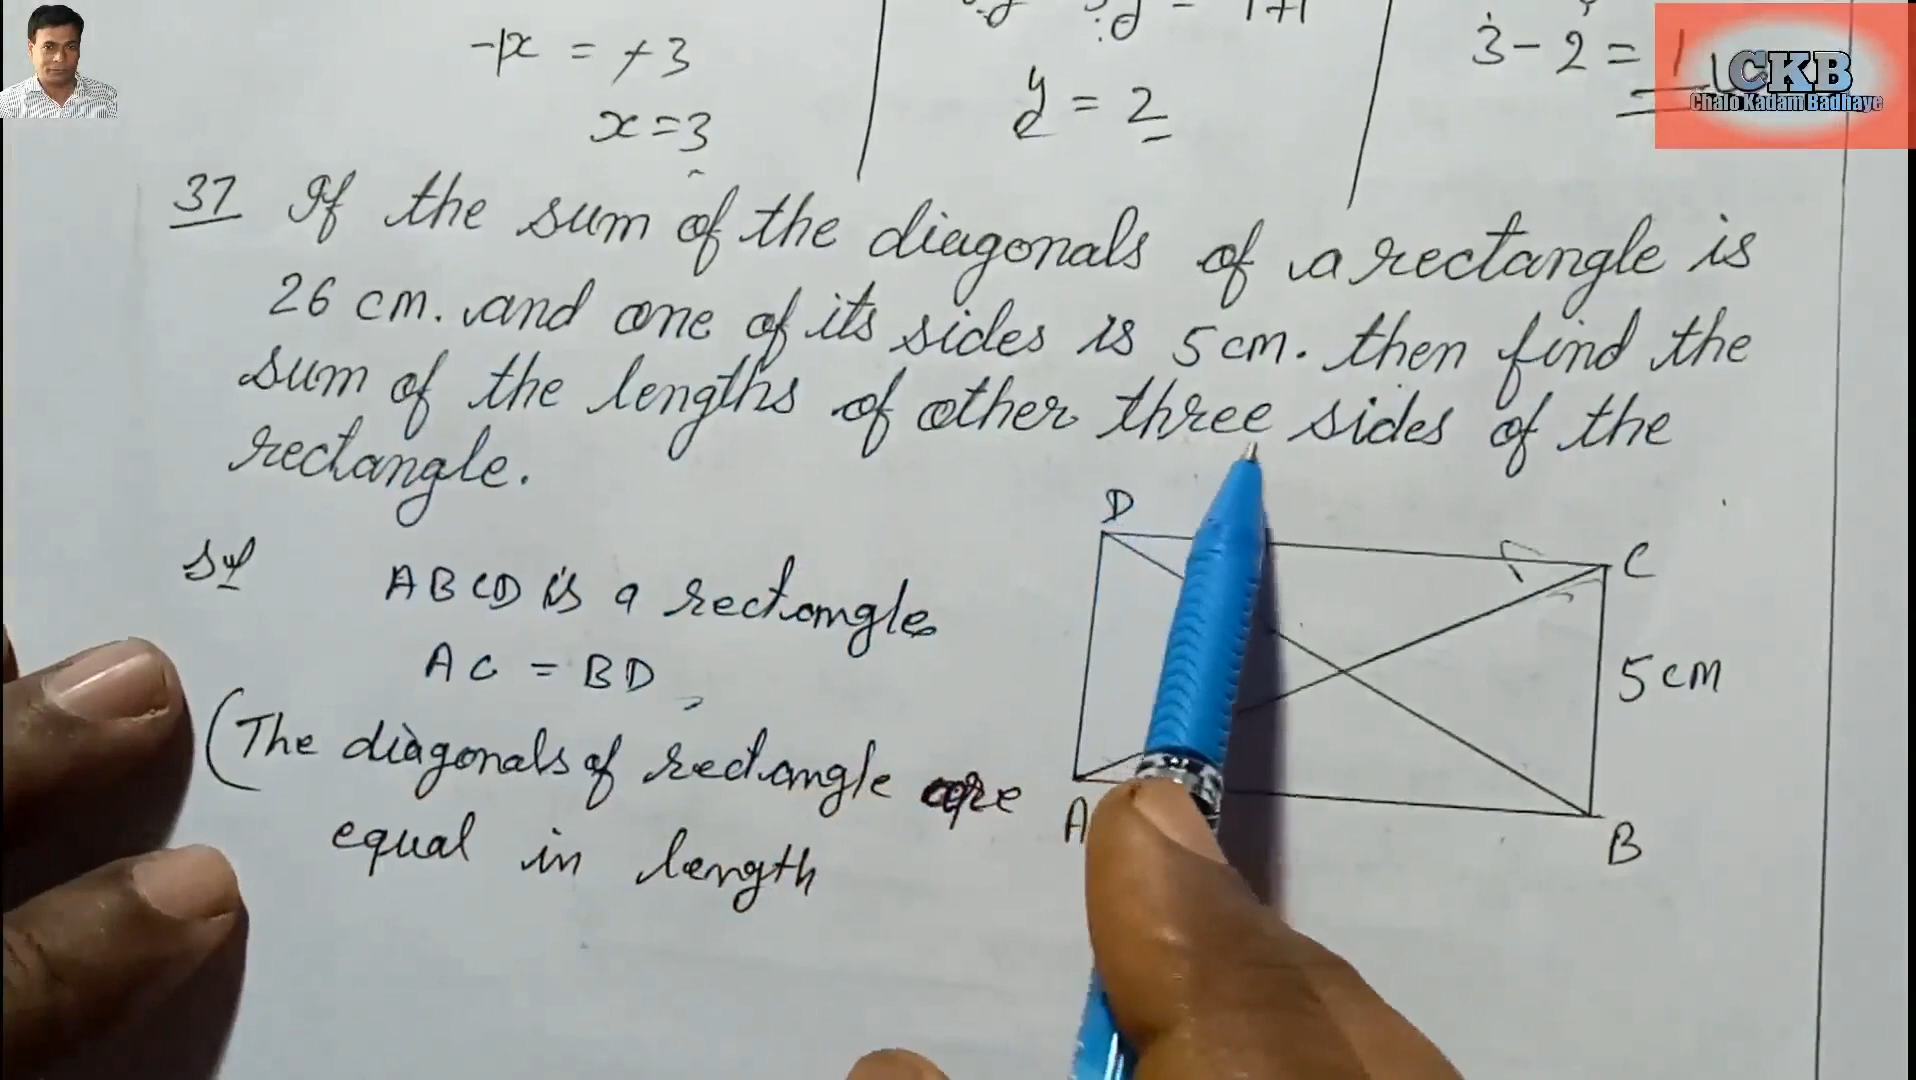 -x = +3
x = 3
y = 2
3 - 2 = 1
CKB
Chalo Kadam Badhaye
37 If the sum of the diagonals of a rectangle is
26 cm. and one of its sides is 5 cm. then find the
sum of the lengths of other three sides of the
rectangle.
Sol
ABCD is a rectangle
AC = BD
(The diagonals of rectangle are
equal in length
D
C
5 cm
A
B